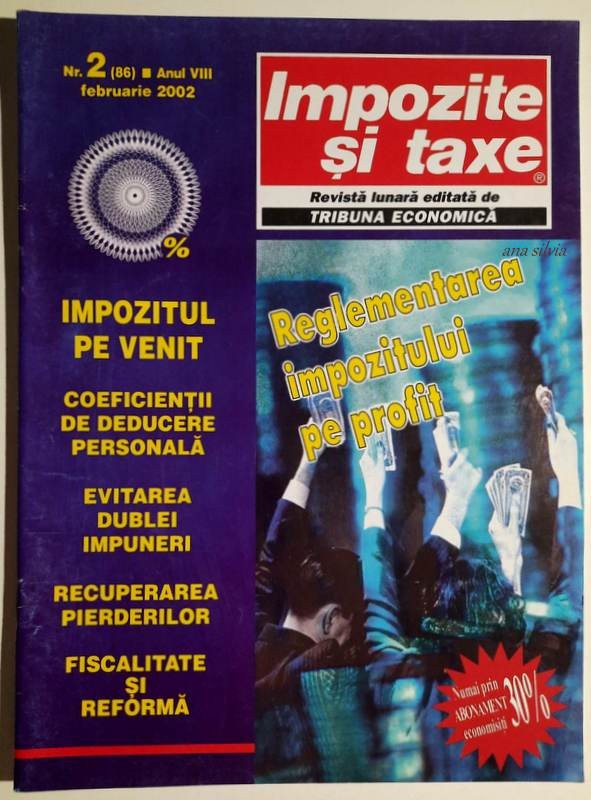 Nr. 2 (86) ■ Anul VIII
februarie 2002
%
Impozite
și taxe
®
Revistă lunară editată de
TRIBUNA ECONOMICĂ
ana silvia
Reglementarea
impozitului
pe profit
IMPOZITUL
PE VENIT
COEFICIENȚII
DE DEDUCERE
PERSONALĂ
EVITAREA
DUBLEI
IMPUNERI
RECUPERAREA
PIERDERILOR
FISCALITATE
ȘI
REFORMĂ
Numai prin
ABONAMENT
economisiți
30%